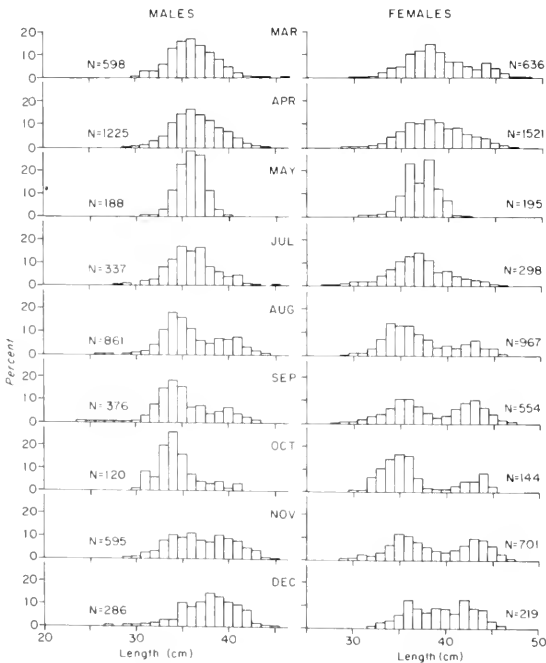 MALES FEMALES
MAR
20
10
0
N=598
N=636
APR
20
10
0
N=1225
N=1521
MAY
20
10
0
N=188
N=195
JUL
20
10
0
N=337
N=298
AUG
20
10
0
N=861
N=967
Percent
SEP
20
10
0
N=376
N=554
OCT
20
10
0
N=120
N=144
NOV
20
10
0
N=595
N=701
DEC
20
10
0
N=286
N=219
20 30 40 30 40 50
Length (cm) Length (cm)